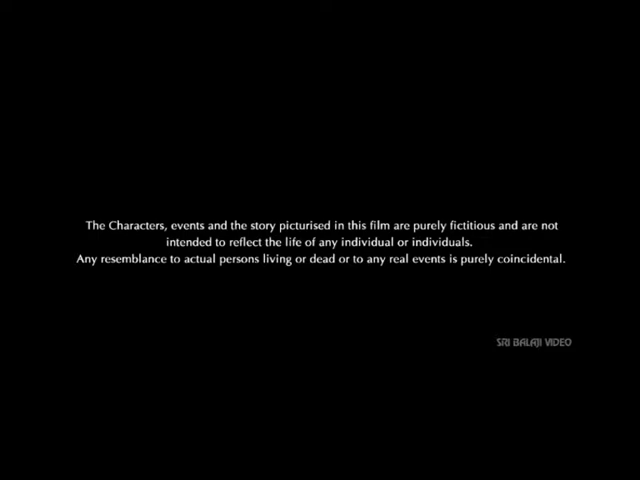 The Characters, events and the story picturised in this film are purely fictitious and are not
intended to reflect the life of any individual or individuals.
Any resemblance to actual persons living or dead or to any real events is purely coincidental.
SRI BALAJI VIDEO